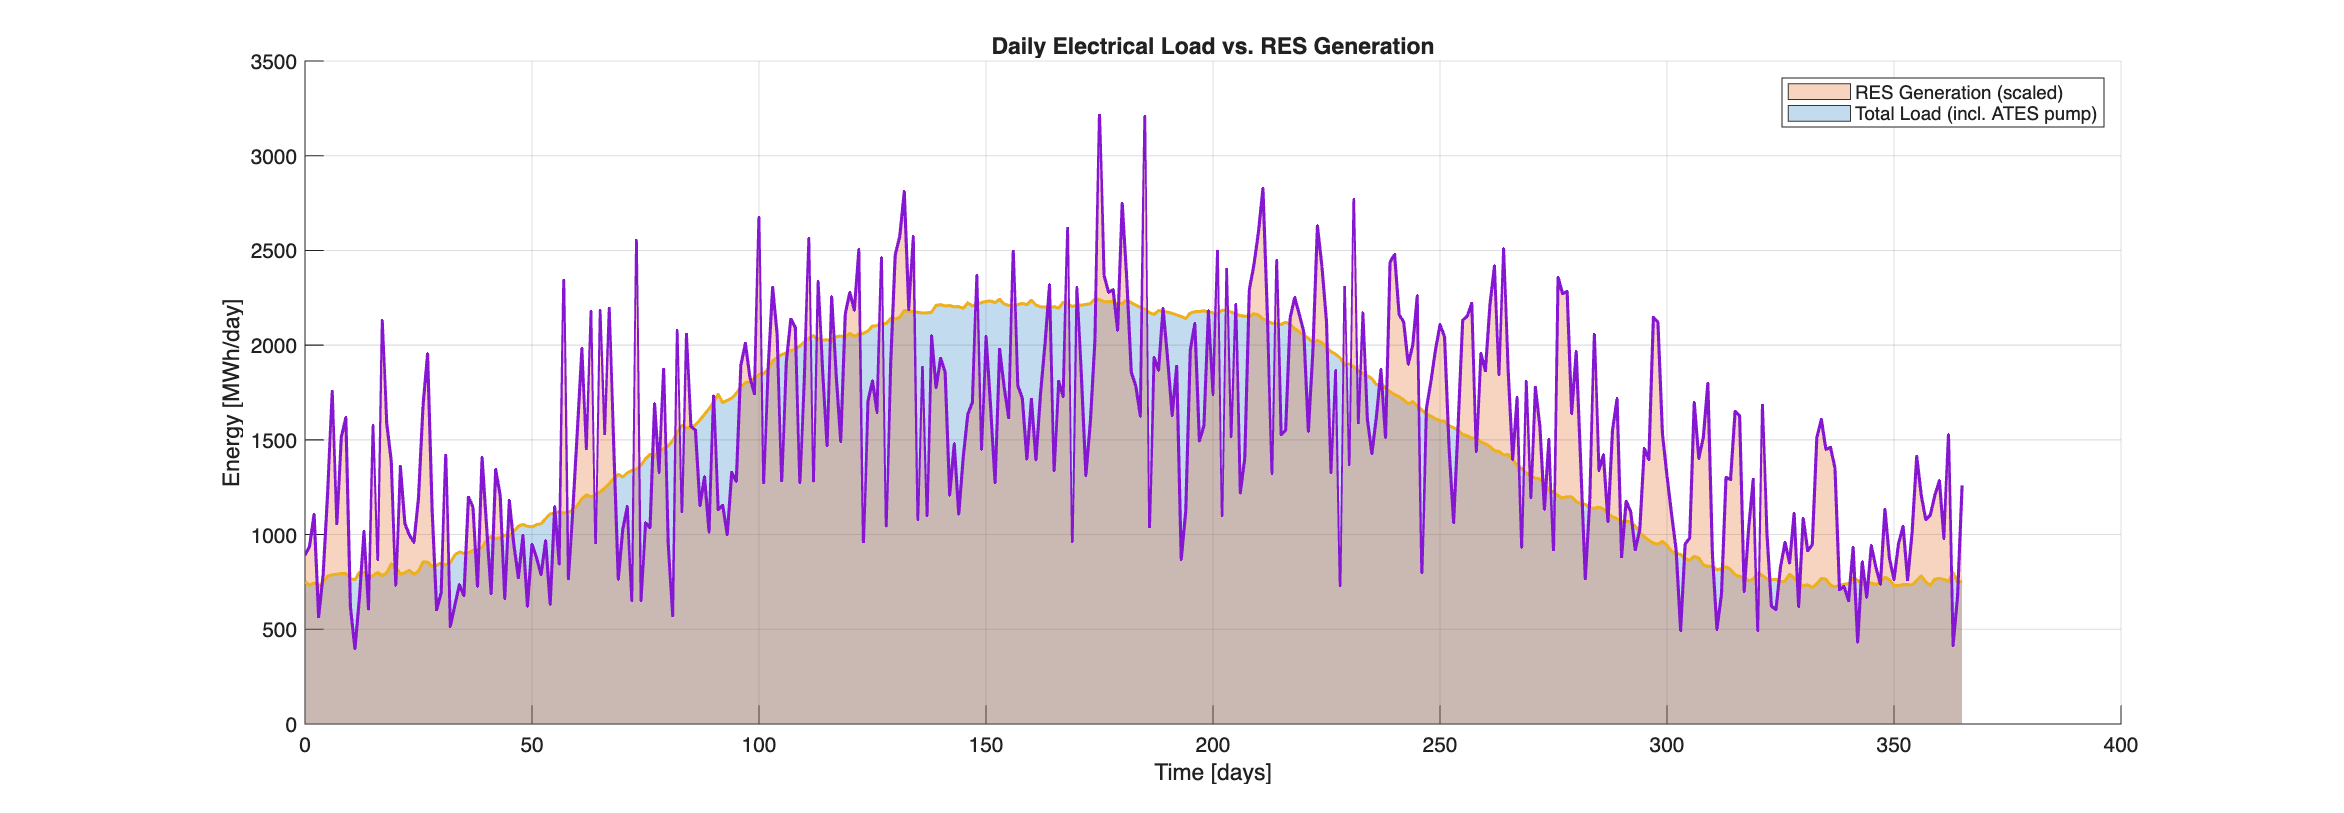 Daily Electrical Load vs. RES Generation
3500
3000
2500
2000
1500
1000
500
0
Energy [MWh/day]
RES Generation (scaled)
Total Load (incl. ATES pump)
0 50 100 150 200 250 300 350 400
Time [days]